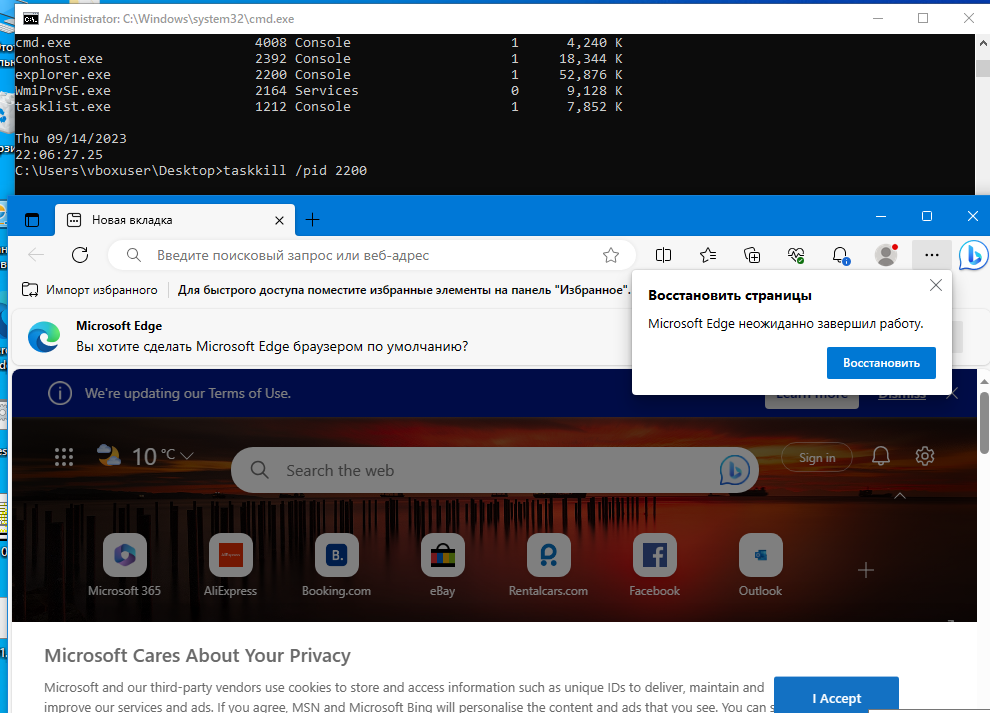 Administrator: C:\Windows\system32\cmd.exe
cmd.exe 4008 Console 1 4,240 K
conhost.exe 2392 Console 1 18,344 K
explorer.exe 2200 Console 1 52,876 K
WmiPrvSE.exe 2164 Services 0 9,128 K
tasklist.exe 1212 Console 1 7,852 K
Thu 09/14/2023
22:06:27.25
C:\Users\vboxuser\Desktop>taskkill /pid 2200
Новая вкладка
Введите поисковый запрос или веб-адрес
Импорт избранного
Для быстрого доступа поместите избранные элементы на панель "Избранное".
Восстановить страницы
Microsoft Edge неожиданно завершил работу.
Восстановить
Microsoft Edge
Вы хотите сделать Microsoft Edge браузером по умолчанию?
We're updating our Terms of Use.
Learn more
Dismiss
10 °C
Search the web
Sign in
Microsoft 365
AliExpress
Booking.com
eBay
Rentalcars.com
Facebook
Outlook
Microsoft Cares About Your Privacy
Microsoft and our third-party vendors use cookies to store and access information such as unique IDs to deliver, maintain and
improve our services and ads. If you agree, MSN and Microsoft Bing will personalise the content and ads that you see. You can
I Accept